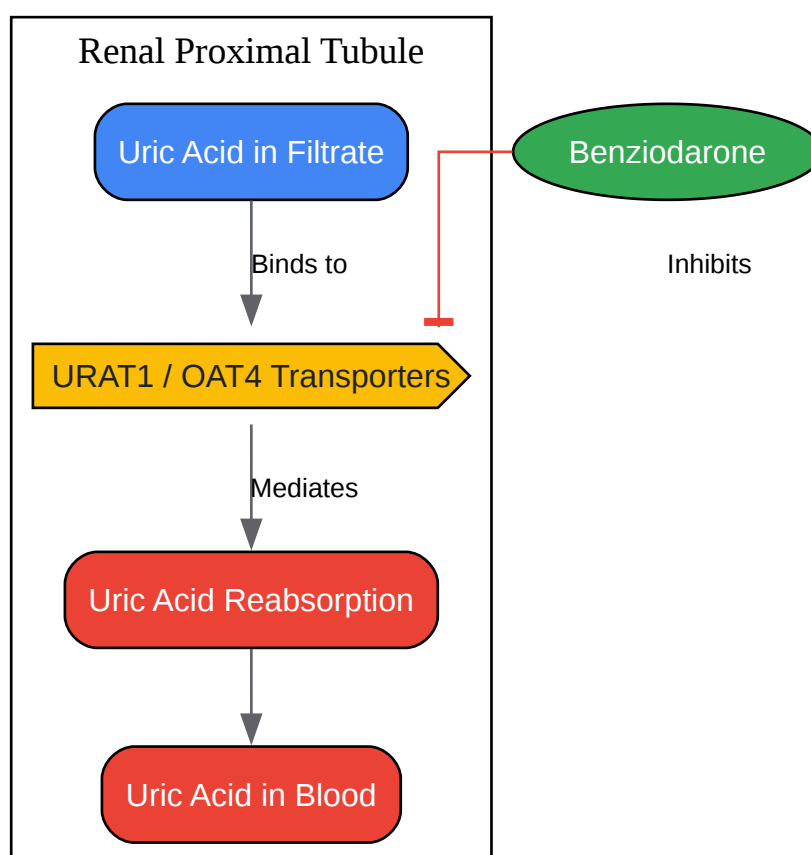 Renal Proximal Tubule
Uric Acid in Filtrate
Benziodarone
Binds to
Inhibits
URAT1 / OAT4 Transporters
Mediates
Uric Acid Reabsorption
Uric Acid in Blood